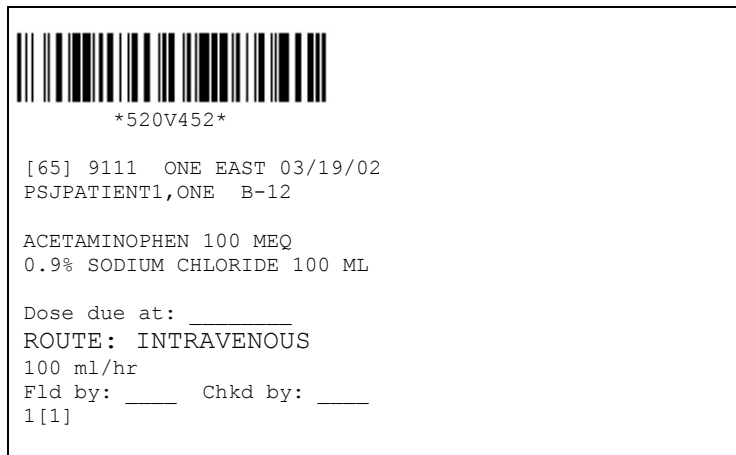 *520V452*
[65] 9111 ONE EAST 03/19/02
PSJPATIENT1,ONE B-12
ACETAMINOPHEN 100 MEQ
0.9% SODIUM CHLORIDE 100 ML
Dose due at: ________
ROUTE: INTRAVENOUS
100 ml/hr
Fld by: ____ Chkd by: ____
1[1]